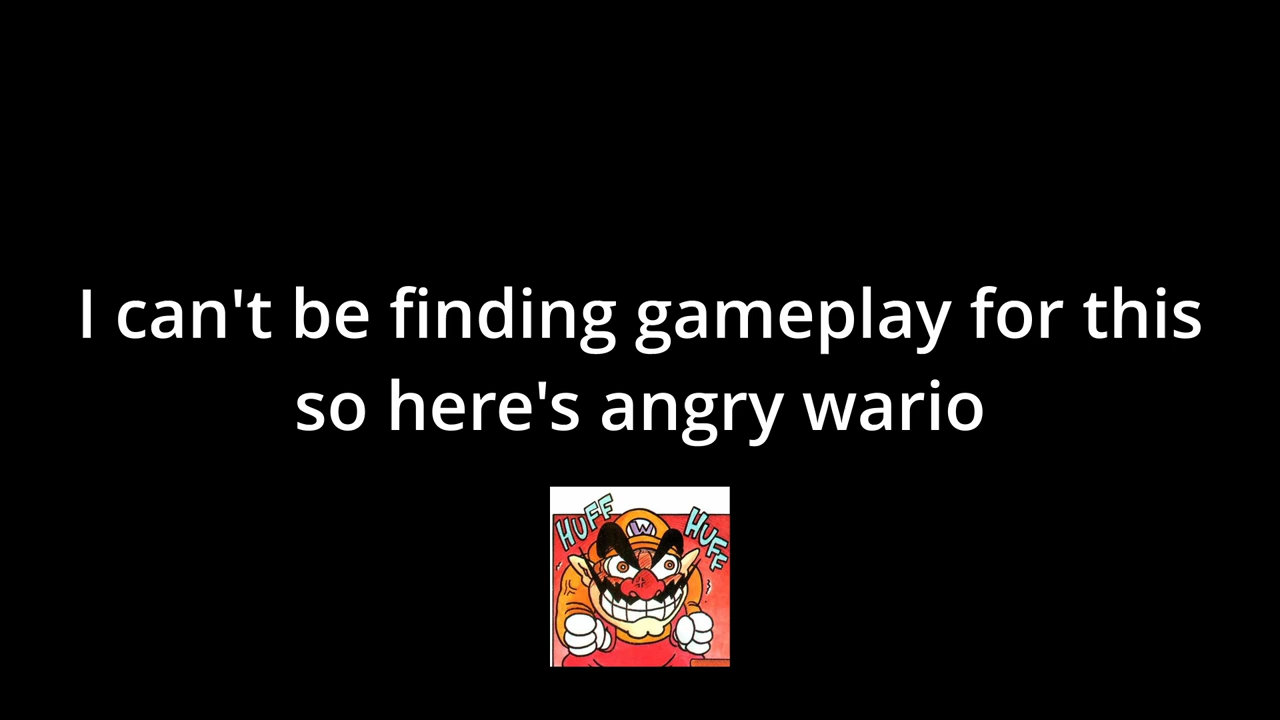 I can't be finding gameplay for this
so here's angry wario
HUFF
HUFF
W